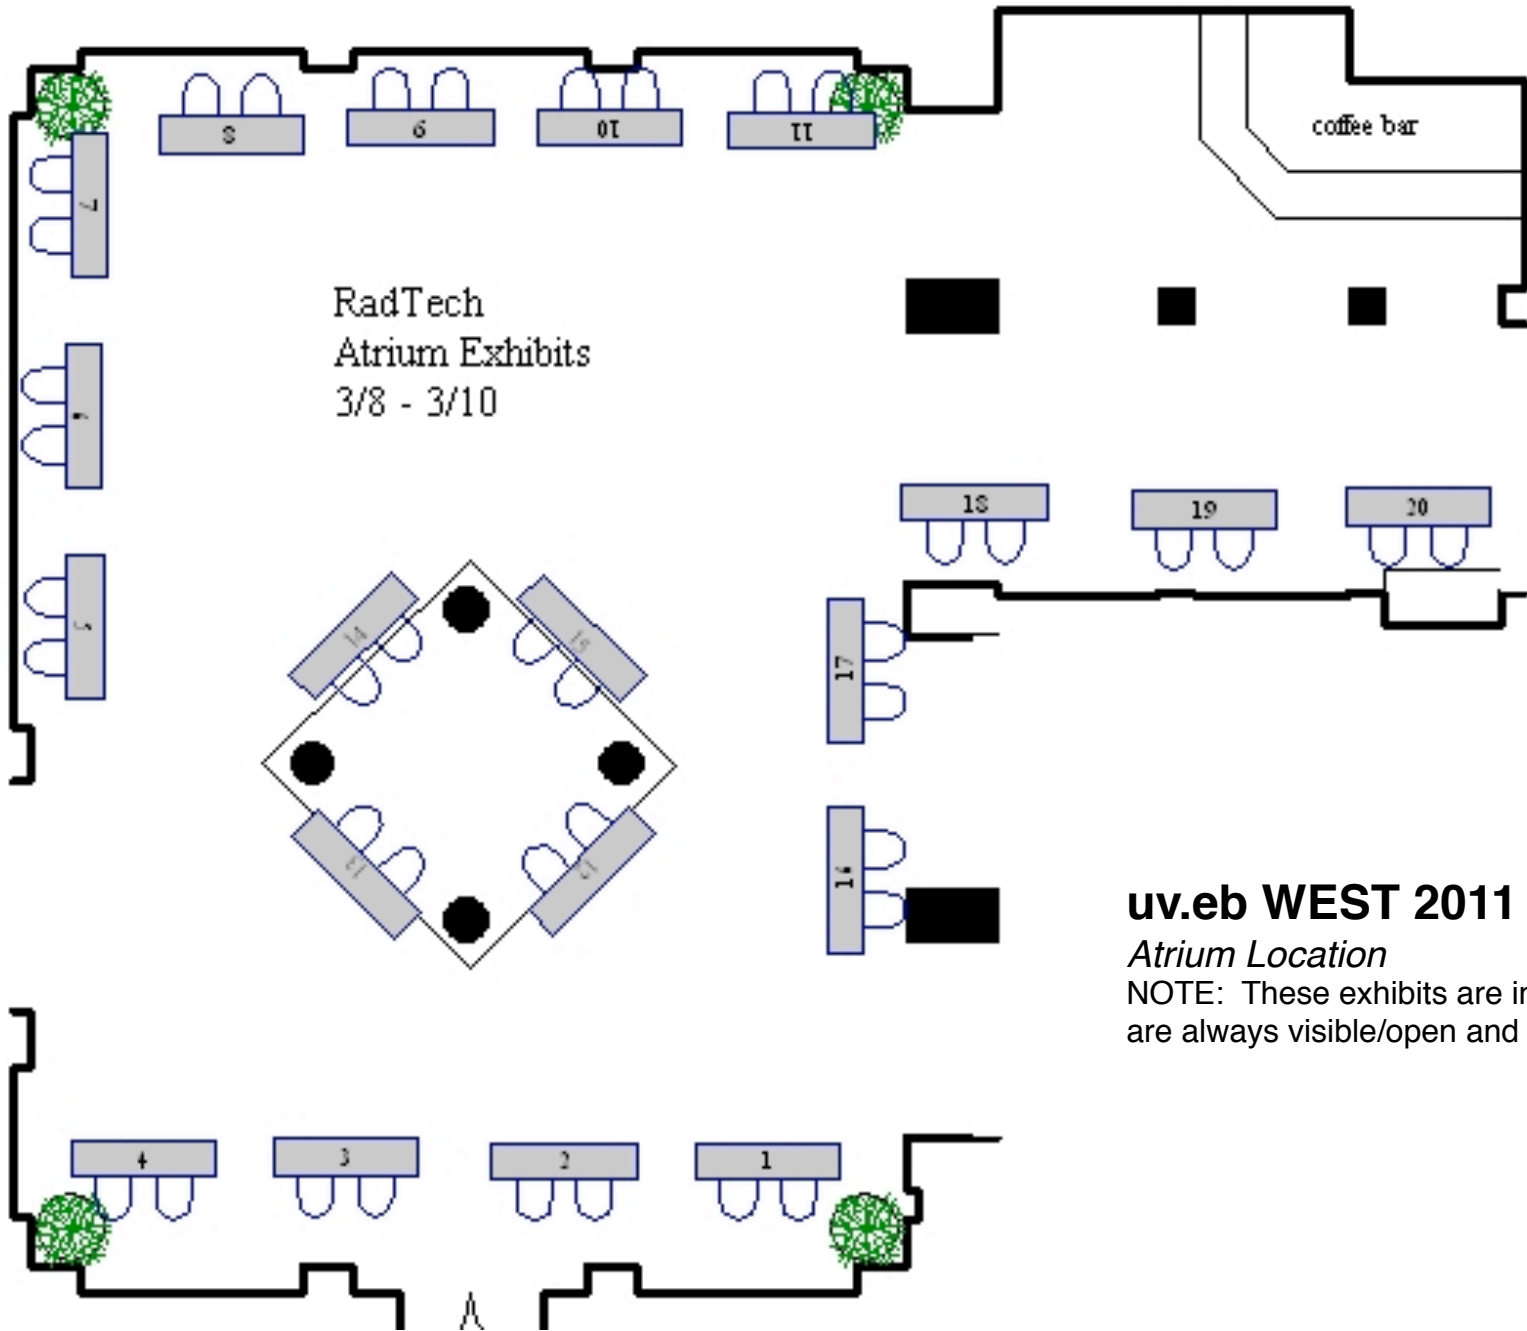 8
9
10
11
coffee bar
7
RadTech
Atrium Exhibits
3/8 - 3/10
6
18
19
20
5
14
15
17
13
12
16
uv.eb WEST 2011
Atrium Location
NOTE: These exhibits are
are always visible/open and
4
3
2
1